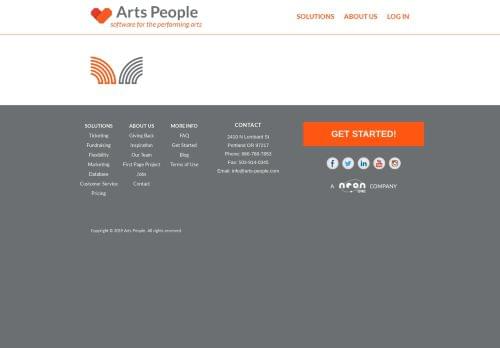 Arts People
software for the performing arts
SOLUTIONS ABOUT US LOG IN
SOLUTIONS
Ticketing
Fundraising
Flexibility
Marketing
Database
Customer Service
Pricing
ABOUT US
Giving Back
Inspiration
Our Team
First Page Project
Jobs
Contact
MORE INFO
FAQ
Get Started
Blog
Terms of Use
CONTACT
2410 N Lombard St
Portland OR 97217
Phone: 866-788-7853
Fax: 503-914-0345
Email: info@arts-people.com
GET STARTED!
A neon one COMPANY
Copyright © 2019 Arts People. All rights reserved.